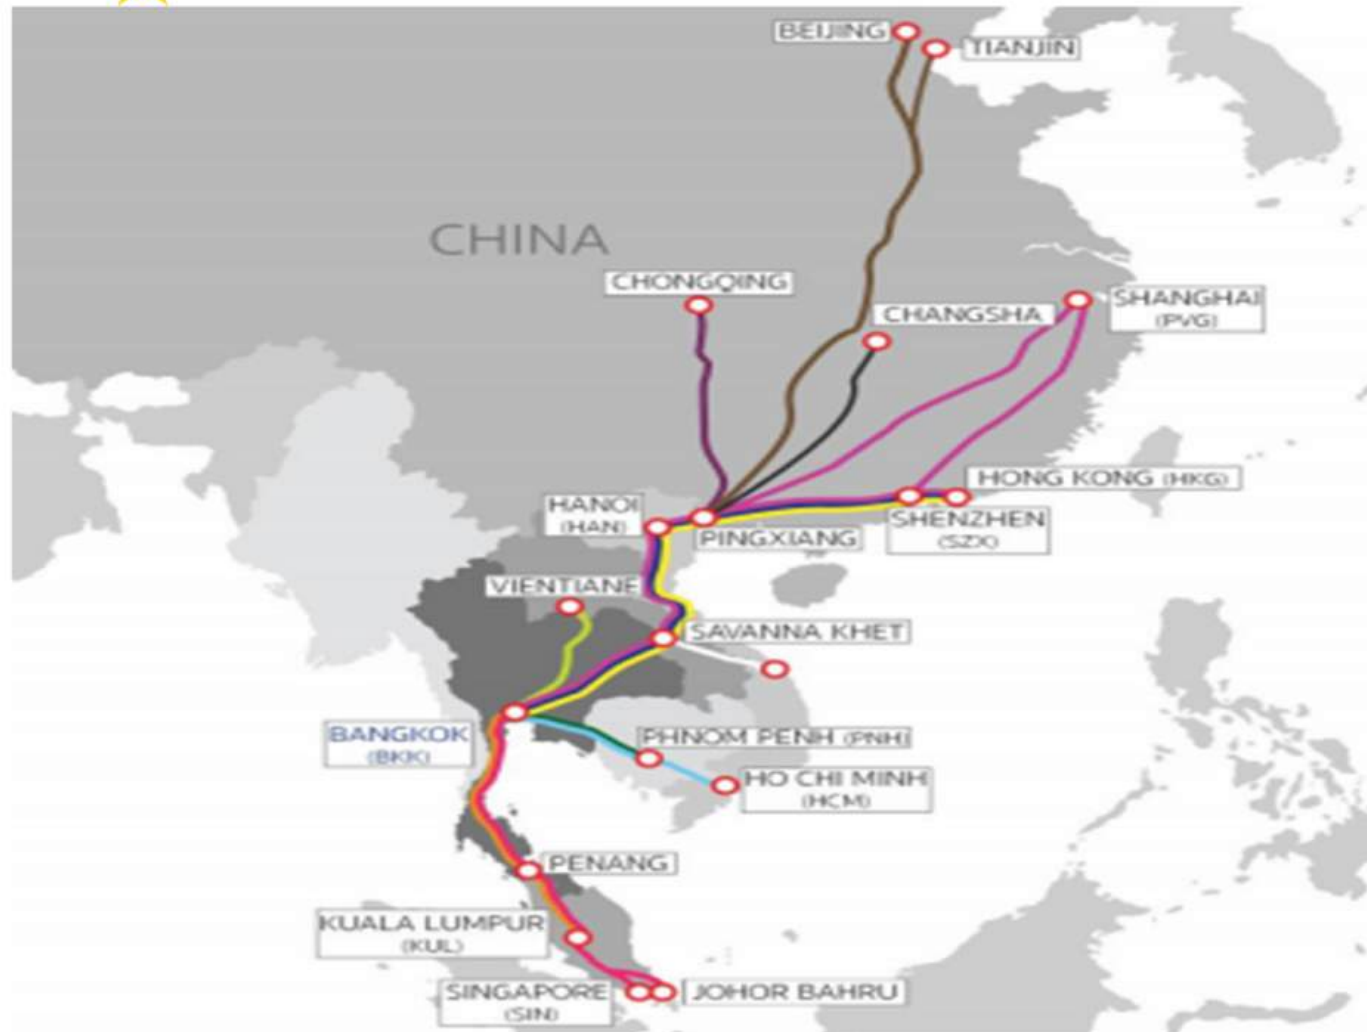 BEIJING
TIANJIN
CHINA
CHONGQING
SHANGHAI
(PVG)
CHANGSHA
HONG KONG (HKG)
HANOI
(HAN)
SHENZHEN
(SZX)
PINGXIANG
VIENTIANE
SAVANNA KHET
BANGKOK
(BKK)
PHNOM PENH (PNH)
HO CHI MINH
(HCM)
PENANG
KUALA LUMPUR
(KUL)
SINGAPORE
(SIN)
JOHOR BAHRU